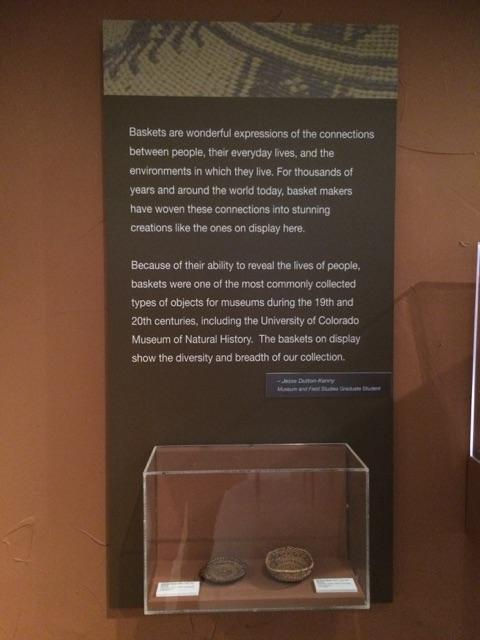 Baskets are wonderful expressions of the connections
between people, their everyday lives, and the
environments in which they live. For thousands of
years and around the world today, basket makers
have woven these connections into stunning
creations like the ones on display here.
Because of their ability to reveal the lives of people,
baskets were one of the most commonly collected
types of objects for museums during the 19th and
20th centuries, including the University of Colorado
Museum of Natural History. The baskets on display
show the diversity and breadth of our collection.
– Jesse Dutton-Kenny
Museum and Field Studies Graduate Student